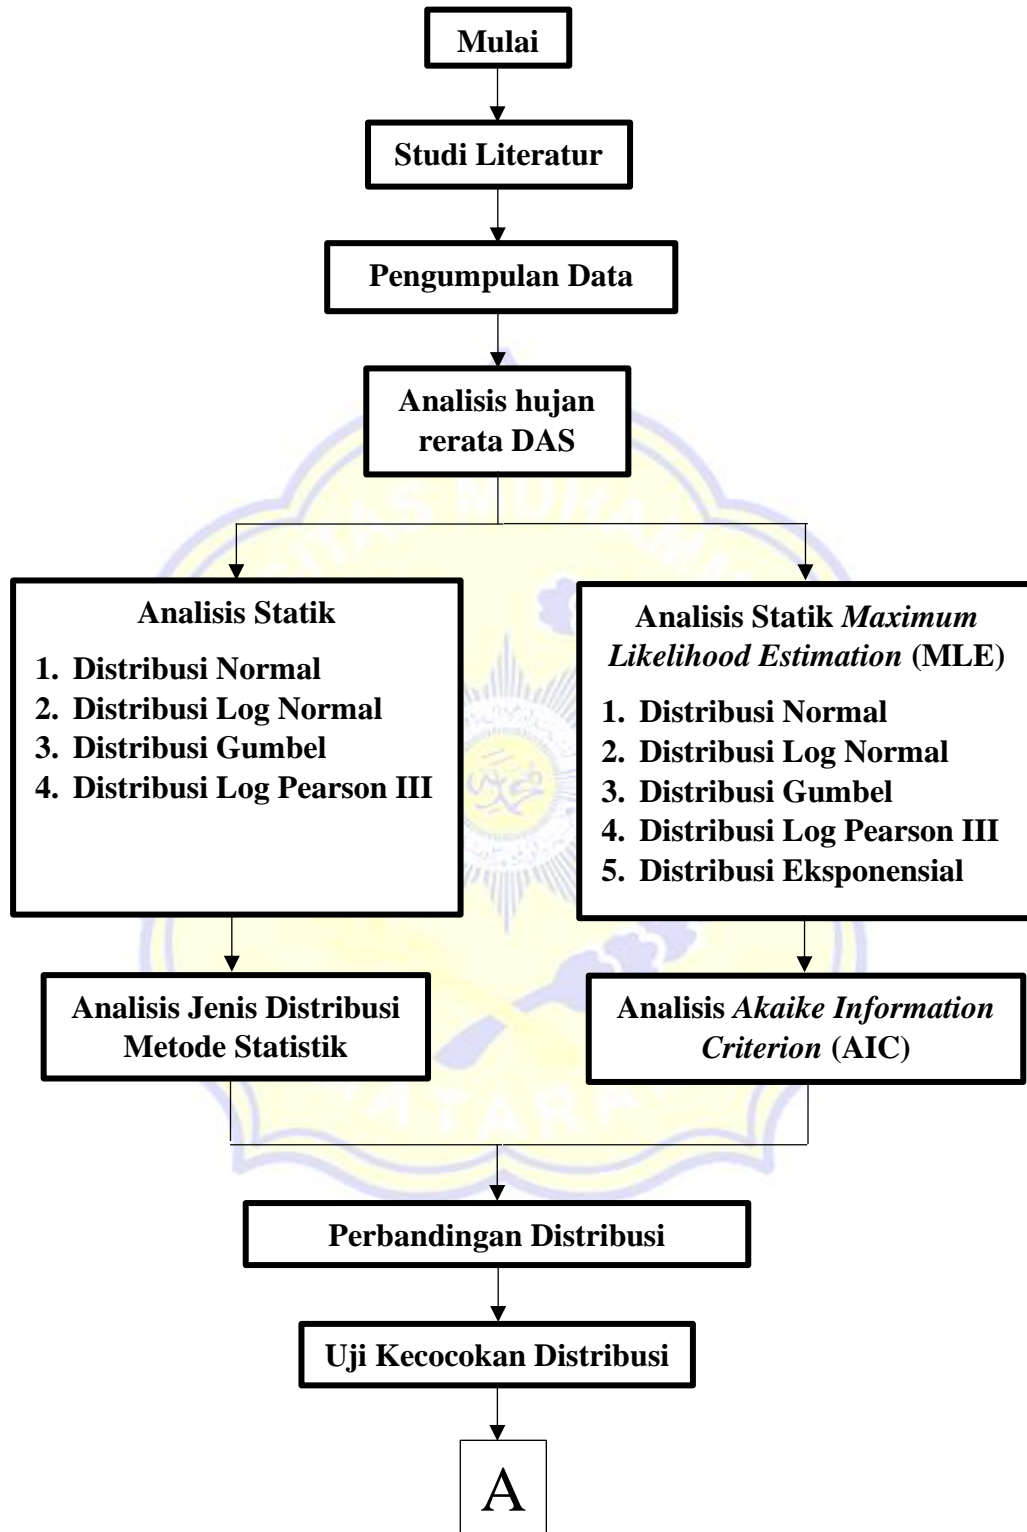 Mulai
Studi Literatur
Pengumpulan Data
Analisis hujan
rerata DAS
Analisis Statik
1. Distribusi Normal
2. Distribusi Log Normal
3. Distribusi Gumbel
4. Distribusi Log Pearson III
Analisis Statik Maximum
Likelihood Estimation (MLE)
1. Distribusi Normal
2. Distribusi Log Normal
3. Distribusi Gumbel
4. Distribusi Log Pearson III
5. Distribusi Eksponensial
Analisis Jenis Distribusi
Metode Statistik
Analisis Akaike Information
Criterion (AIC)
Perbandingan Distribusi
Uji Kecocokan Distribusi
A